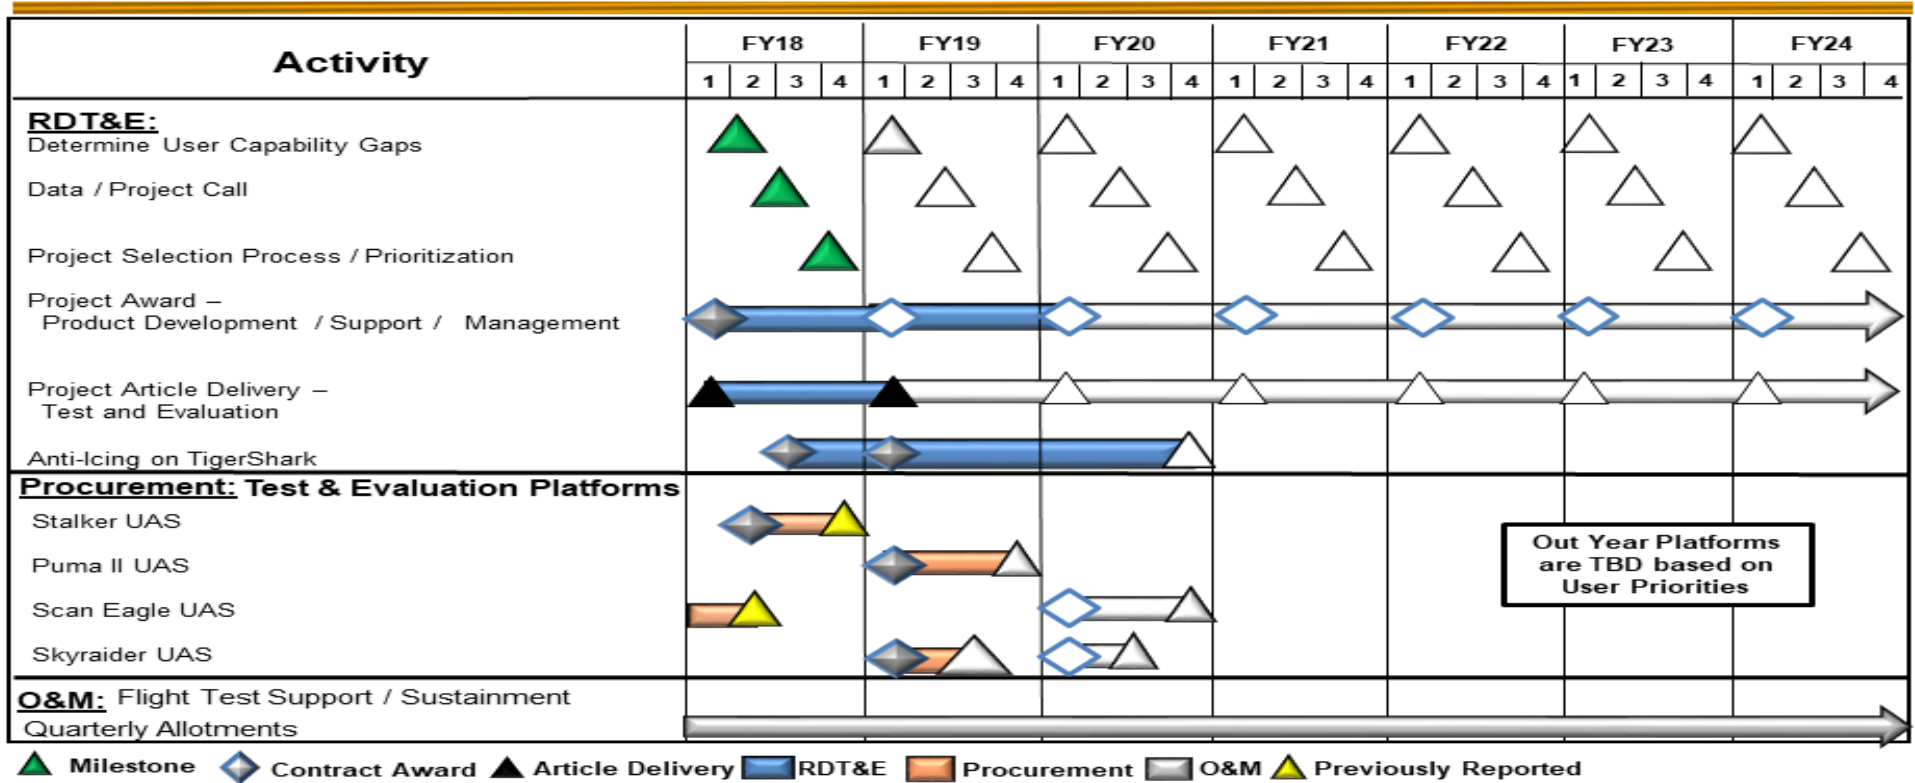 Activity
FY18 FY19 FY20 FY21 FY22 FY23 FY24
1 2 3 4 1 2 3 4 1 2 3 4 1 2 3 4 1 2 3 4 1 2 3 4 1 2 3 4
RDT&E:
Determine User Capability Gaps
Data / Project Call
Project Selection Process / Prioritization
Project Award –
Product Development / Support / Management
Project Article Delivery –
Test and Evaluation
Anti-Icing on TigerShark
Procurement: Test & Evaluation Platforms
Stalker UAS
Puma II UAS
Scan Eagle UAS
Skyraider UAS
Out Year Platforms
are TBD based on
User Priorities
O&M: Flight Test Support / Sustainment
Quarterly Allotments
Milestone Contract Award Article Delivery RDT&E Procurement O&M Previously Reported